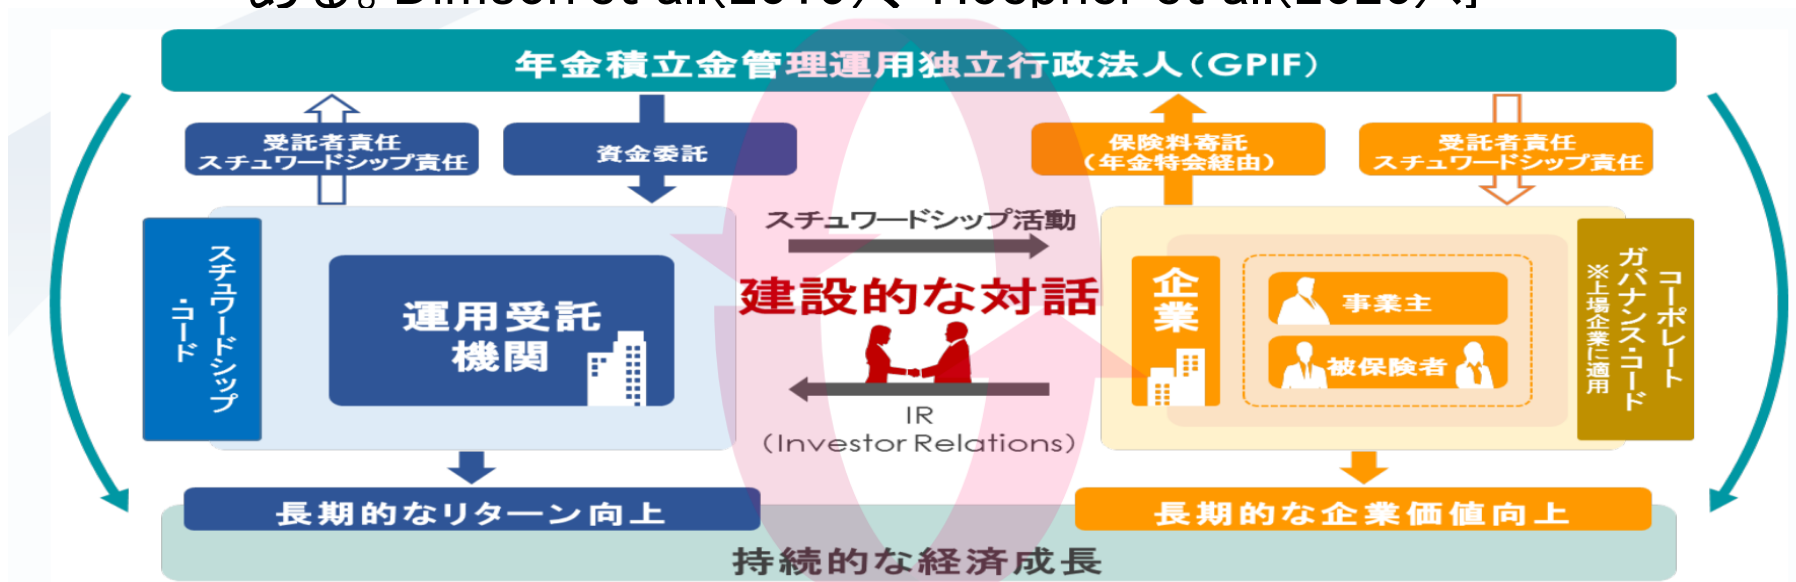 年金積立金管理運用独立行政法人(GPIF)
受託者責任
スチュワードシップ責任
資金委託
保険料寄託
(年金特会経由)
受託者責任
スチュワードシップ責任
スチュワードシップ
・コード
運用受託
機関
スチュワードシップ活動
建設的な対話
IR
(Investor Relations)
企業
事業主
被保険者
コーポレート
ガバナンス・コード
※上場企業に適用
長期的なリターン向上
長期的な企業価値向上
持続的な経済成長